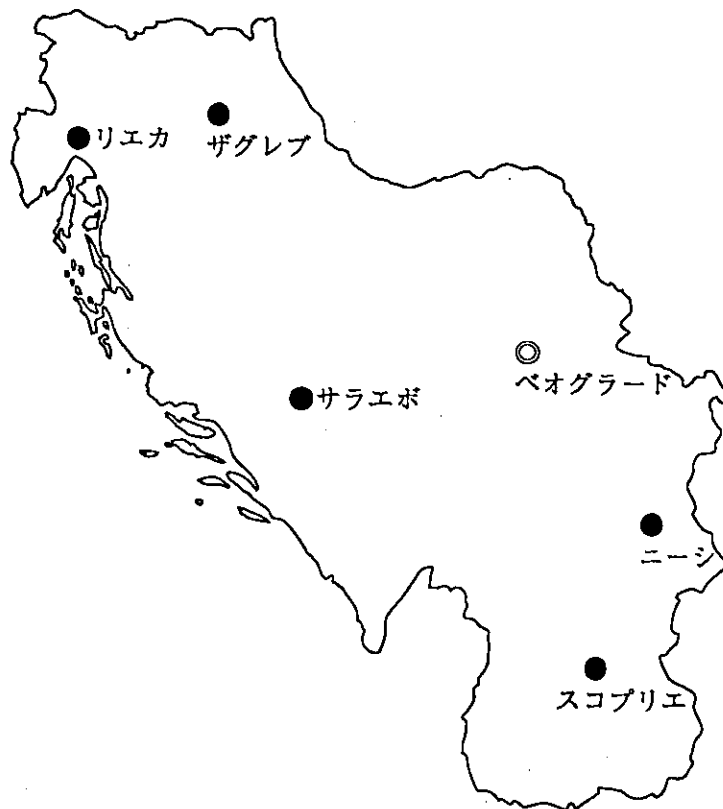 リエカ
ザグレブ
ベオグラード
サラエボ
ニーシ
スコプリエ